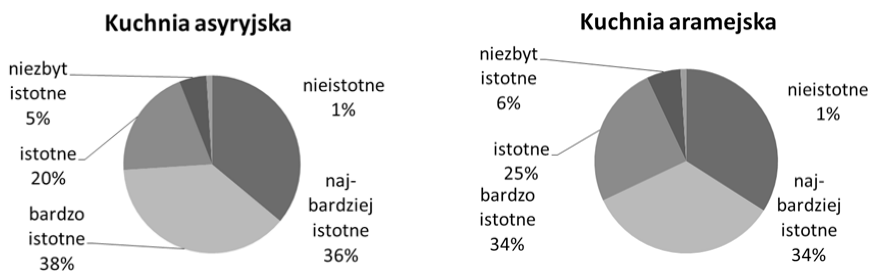 Kuchnia asyryjska
niezbyt
istotne
5%
nieistotne
1%
istotne
20%
bardzo
istotne
38%
naj-
bardziej
istotne
36%
Kuchnia aramejska
niezbyt
istotne
6%
nieistotne
1%
istotne
25%
bardzo
istotne
34%
naj-
bardziej
istotne
34%